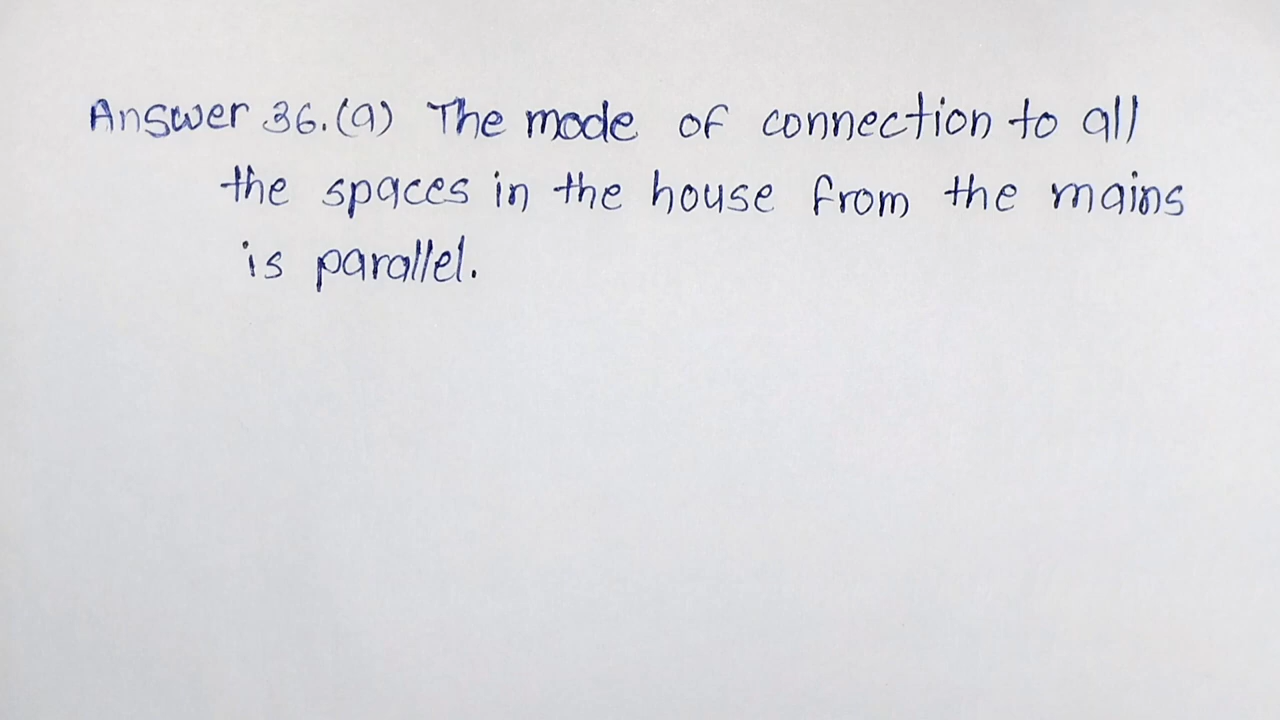 Answer 36.(a) The mode of connection to all
the spaces in the house from the mains
is parallel.